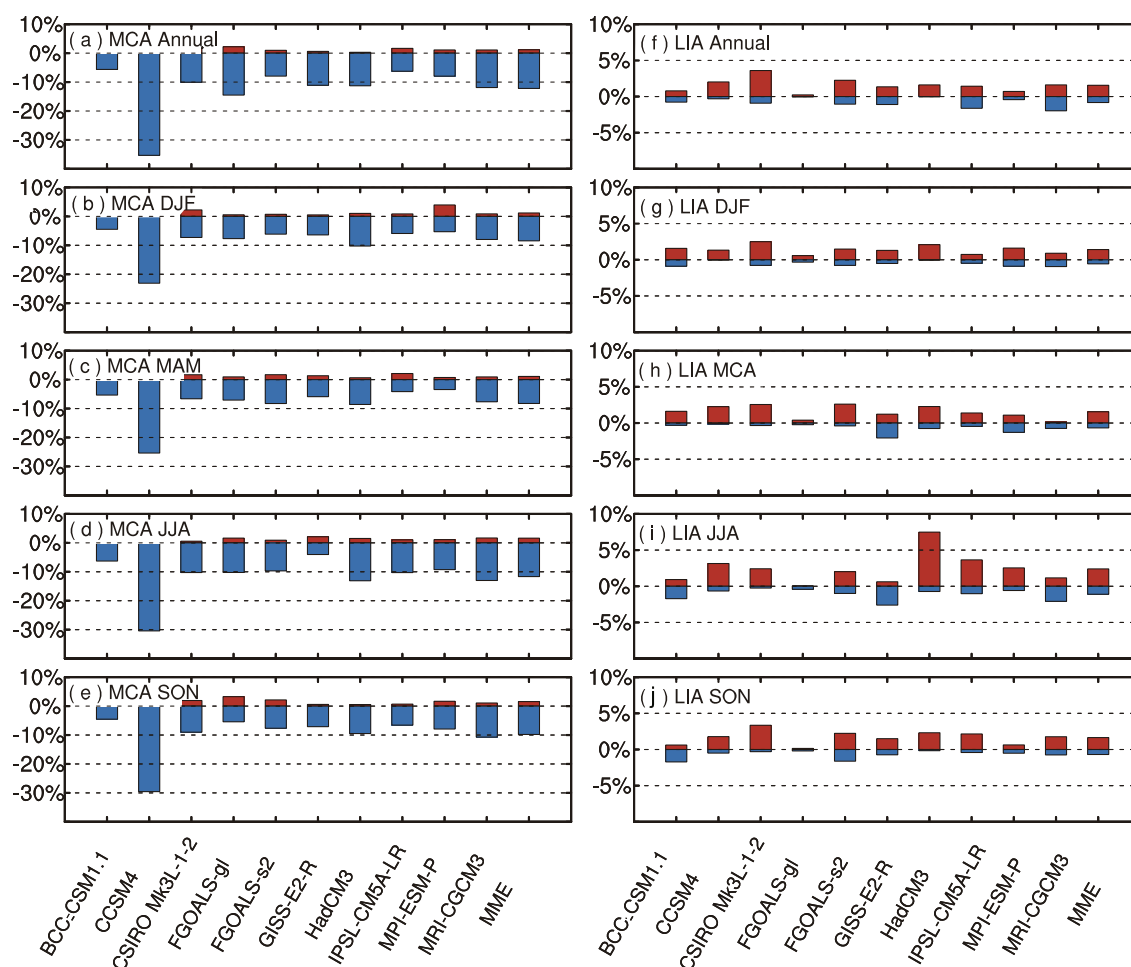 10%
0%
-10%
-20%
-30%
( a ) MCA Annual
10%
0%
-10%
-20%
-30%
( b ) MCA DJF
10%
0%
-10%
-20%
-30%
( c ) MCA MAM
10%
0%
-10%
-20%
-30%
( d ) MCA JJA
10%
0%
-10%
-20%
-30%
( e ) MCA SON
BCC.CSM1.1
CCSM4
CSIRO Mk3L-1-2
FGOALS-gl
FGOALS-s2
GISS-E2-R
HadCM3
IPSL-CM5A-LR
MPI-ESM-P
MRI-CGCM3
MME
10%
5%
0%
-5%
( f ) LIA Annual
10%
5%
0%
-5%
( g ) LIA DJF
10%
5%
0%
-5%
( h ) LIA MCA
10%
5%
0%
-5%
( i ) LIA JJA
10%
5%
0%
-5%
( j ) LIA SON
BCC.CSM1.1
CCSM4
CSIRO Mk3L-1-2
FGOALS-gl
FGOALS-s2
GISS-E2-R
HadCM3
IPSL-CM5A-LR
MPI-ESM-P
MRI-CGCM3
MME